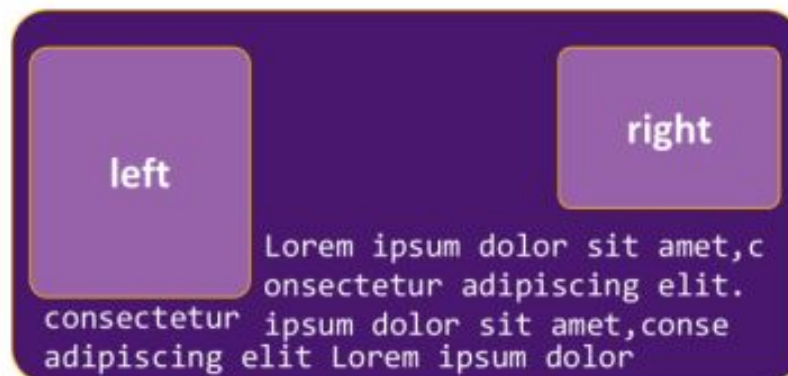 left
right
Lorem ipsum dolor sit amet,c
onsectetur adipiscing elit.
consectetur ipsum dolor sit amet,conse
adipiscing elit Lorem ipsum dolor